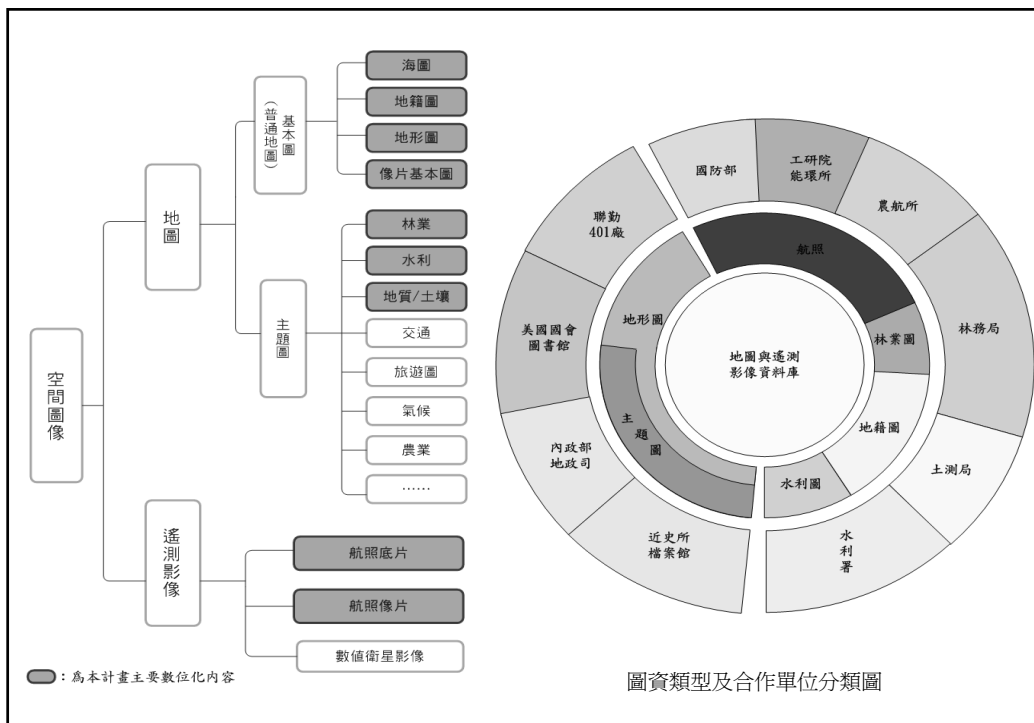 空間圖像
地圖
基本圖
(普通地圖)
海圖
地籍圖
地形圖
像片基本圖
主題圖
林業
水利
地質/土壤
交通
旅遊圖
氣候
農業
……
遙測影像
航照底片
航照像片
數值衛星影像
：為本計畫主要數位化內容
國防部
工研院
能環所
農航所
林務局
土測局
水利署
近史所
檔案館
內政部
地政司
美國國會
圖書館
聯勤
401廠
航照
林業圖
地籍圖
水利圖
主題圖
地形圖
地圖與遙測
影像資料庫
圖資類型及合作單位分類圖